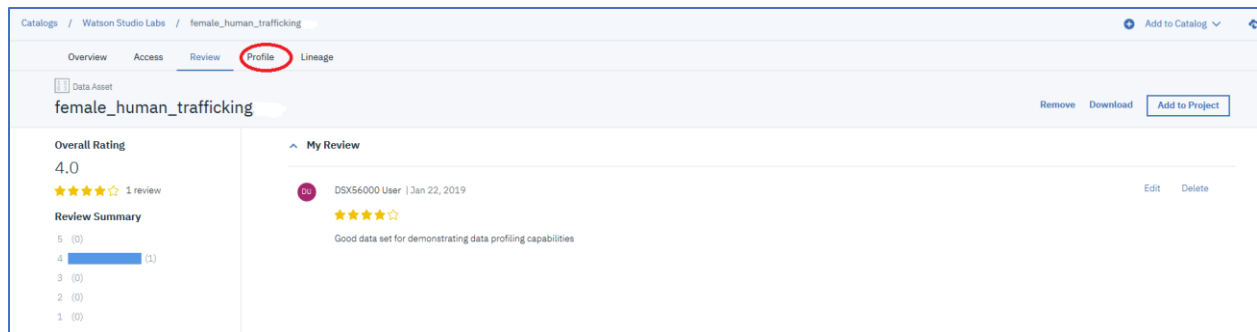 Catalogs / Watson Studio Labs / female_human_trafficking
Add to Catalog
Overview Access Review Profile Lineage
Data Asset
female_human_trafficking
Remove Download Add to Project
Overall Rating
4.0
1 review
Review Summary
5 (0)
4 (1)
3 (0)
2 (0)
1 (0)
My Review
DU DSX56000 User | Jan 22, 2019
Edit Delete
Good data set for demonstrating data profiling capabilities